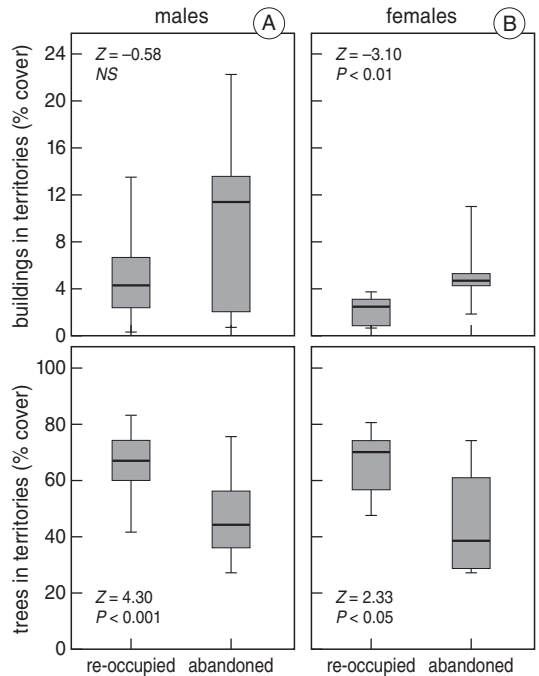 males
A
females
B
buildings in territories (% cover)
24
20
16
12
8
4
0
Z = –0.58
NS
Z = –3.10
P < 0.01
trees in territories (% cover)
100
80
60
40
20
0
Z = 4.30
P < 0.001
Z = 2.33
P < 0.05
re-occupied abandoned re-occupied abandoned